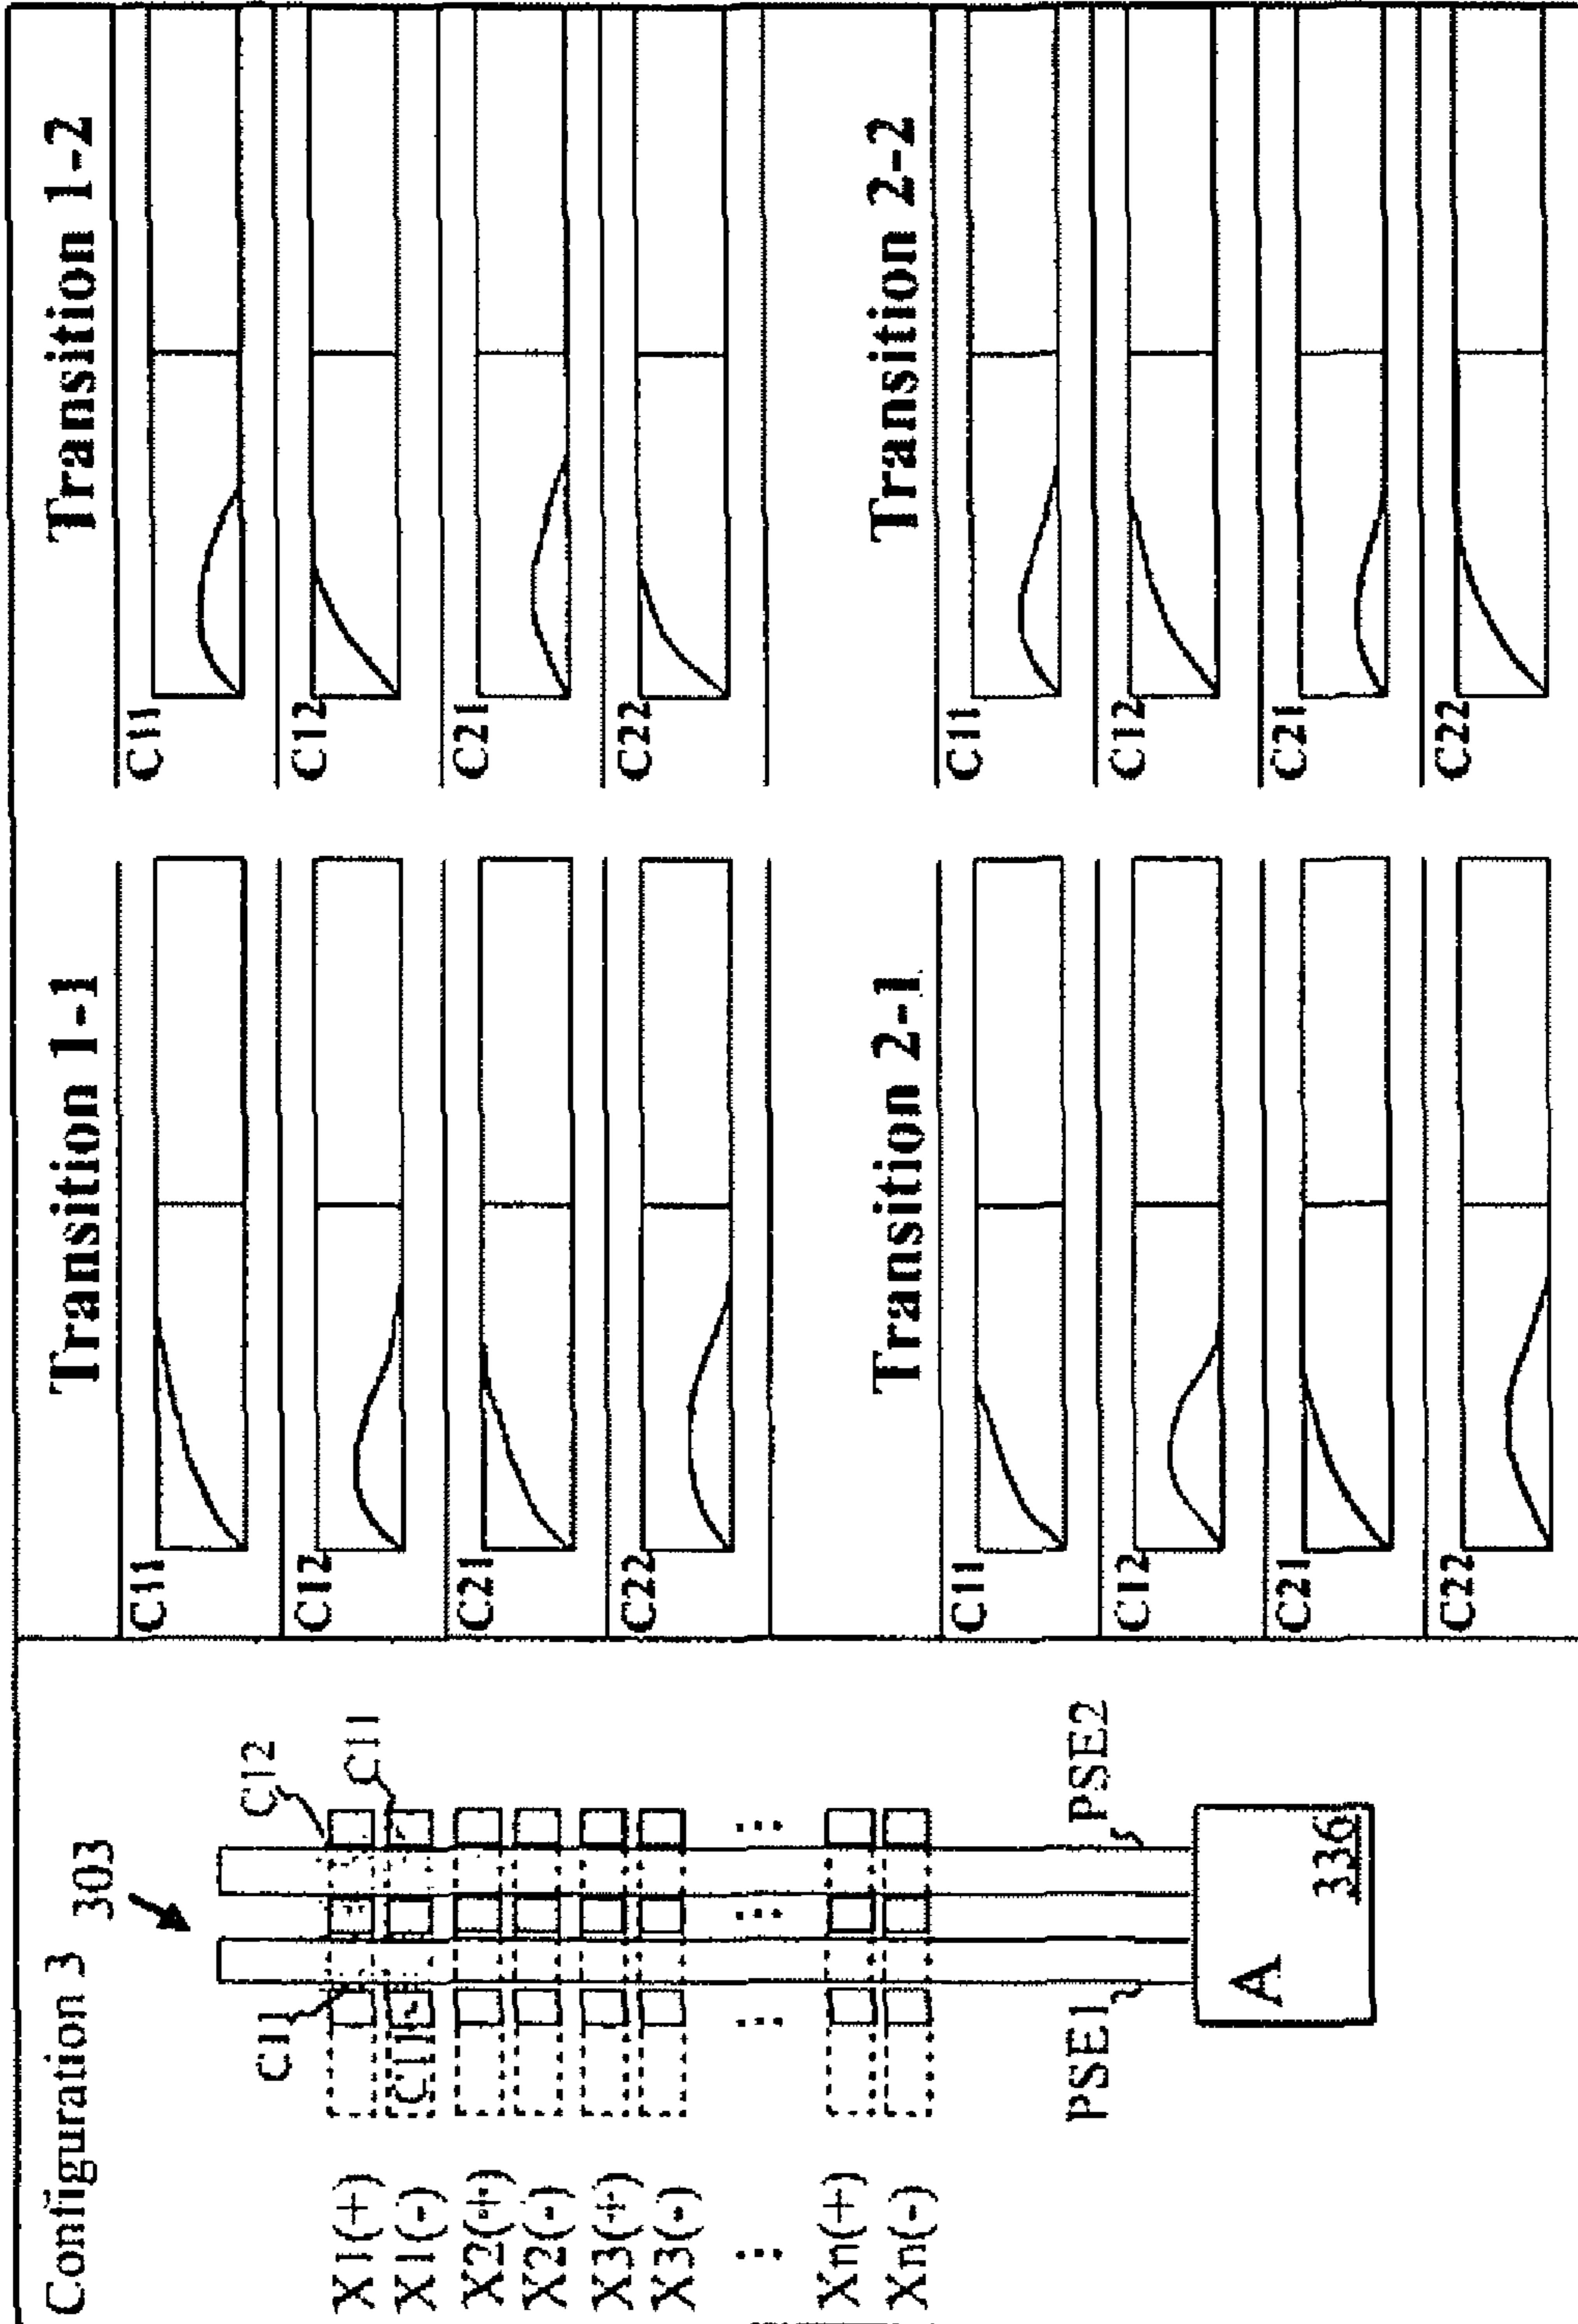 Configuration 3
303
C12
C11
C11
C11
X1(+)
X1(-)
X2(+)
X2(-)
X3(+)
X3(-)
⋮
Xn(+)
Xn(-)
PSE1
PSE2
A
336
Transition 1-1
C11
C12
C21
C22
Transition 1-2
C11
C12
C21
C22
Transition 2-1
C11
C12
C21
C22
Transition 2-2
C11
C12
C21
C22